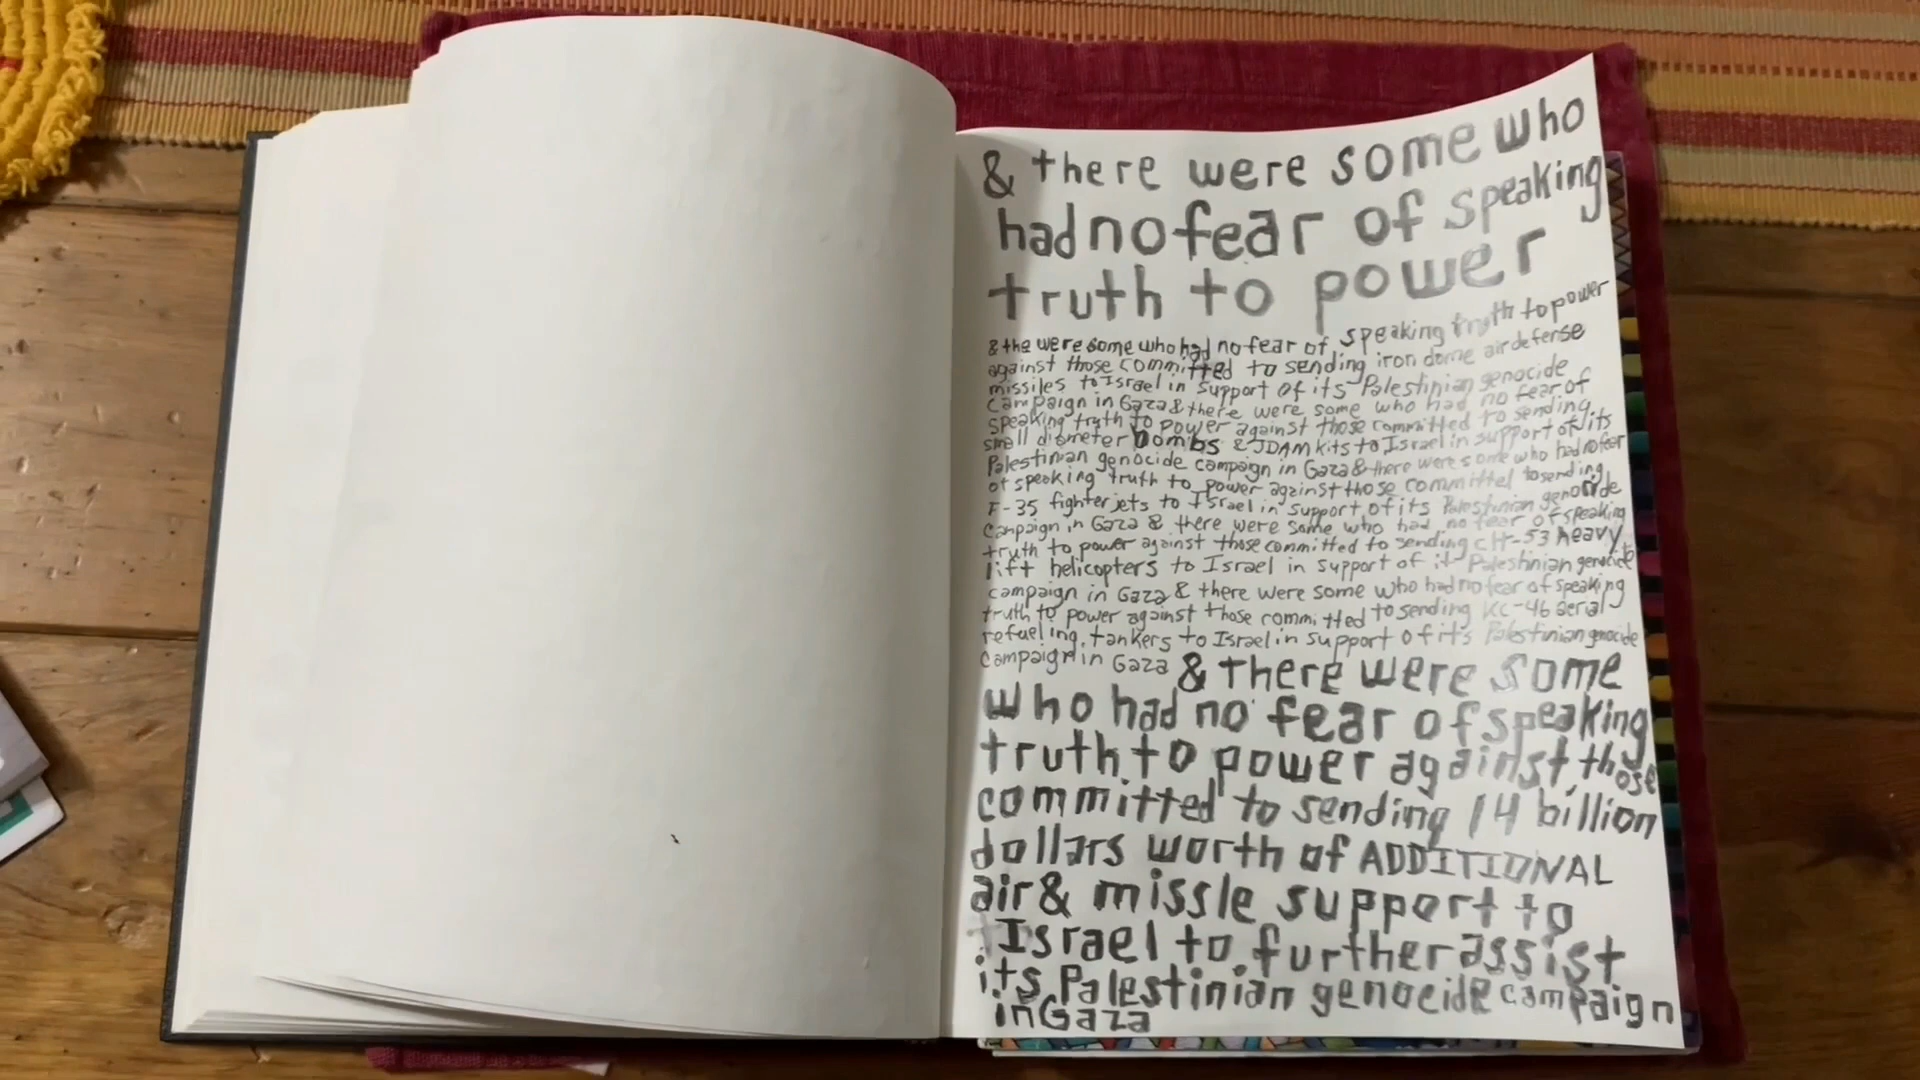 & there were some who
had no fear of speaking
truth to power
& the were some who had no fear of speaking truth to power
against those committed to sending iron dome air defense
missiles to Israel in support of its Palestinian genocide
campaign in Gaza & there were some who had no fear of
speaking truth to power against those committed to sending
small diameter bombs & JDAM kits to Israel in support of its
Palestinian genocide campaign in Gaza & there were some who had no fear
of speaking truth to power against those committed to sending
F-35 fighter jets to Israel in support of its Palestinian genocide
campaign in Gaza & there were some who had no fear of speaking
truth to power against those committed to sending CH-53 heavy
lift helicopters to Israel in support of it Palestinian genocide
campaign in Gaza & there were some who had no fear of speaking
truth to power against those committed to sending KC-46 aerial
refueling tankers to Israel in support of it's Palestinian genocide
campaign in Gaza & there were some
who had no fear of speaking
truth to power against those
committed to sending 14 billion
dollars worth of ADDITIONAL
air & missle support to
Israel to further assist
its Palestinian genocide campaign
in Gaza